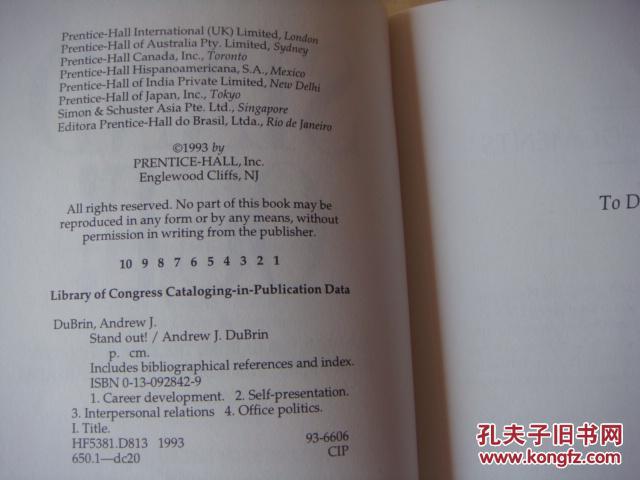 Prentice-Hall International (UK) Limited, London
Prentice-Hall of Australia Pty. Limited, Sydney
Prentice-Hall Canada, Inc., Toronto
Prentice-Hall Hispanoamericana, S.A., Mexico
Prentice-Hall of India Private Limited, New Delhi
Prentice-Hall of Japan, Inc., Tokyo
Simon & Schuster Asia Pte. Ltd., Singapore
Editora Prentice-Hall do Brasil, Ltda., Rio de Janeiro
©1993 by
PRENTICE-HALL, Inc.
Englewood Cliffs, NJ
All rights reserved. No part of this book may be
reproduced in any form or by any means, without
permission in writing from the publisher.
10 9 8 7 6 5 4 3 2 1
Library of Congress Cataloging-in-Publication Data
DuBrin, Andrew J.
Stand out! / Andrew J. DuBrin
p. cm.
Includes bibliographical references and index.
ISBN 0-13-092842-9
1. Career development. 2. Self-presentation.
3. Interpersonal relations 4. Office politics.
I. Title.
HF5381.D813 1993 93-6606
650.1—dc20 CIP
To D
孔夫子旧书网
www.kongfz.com